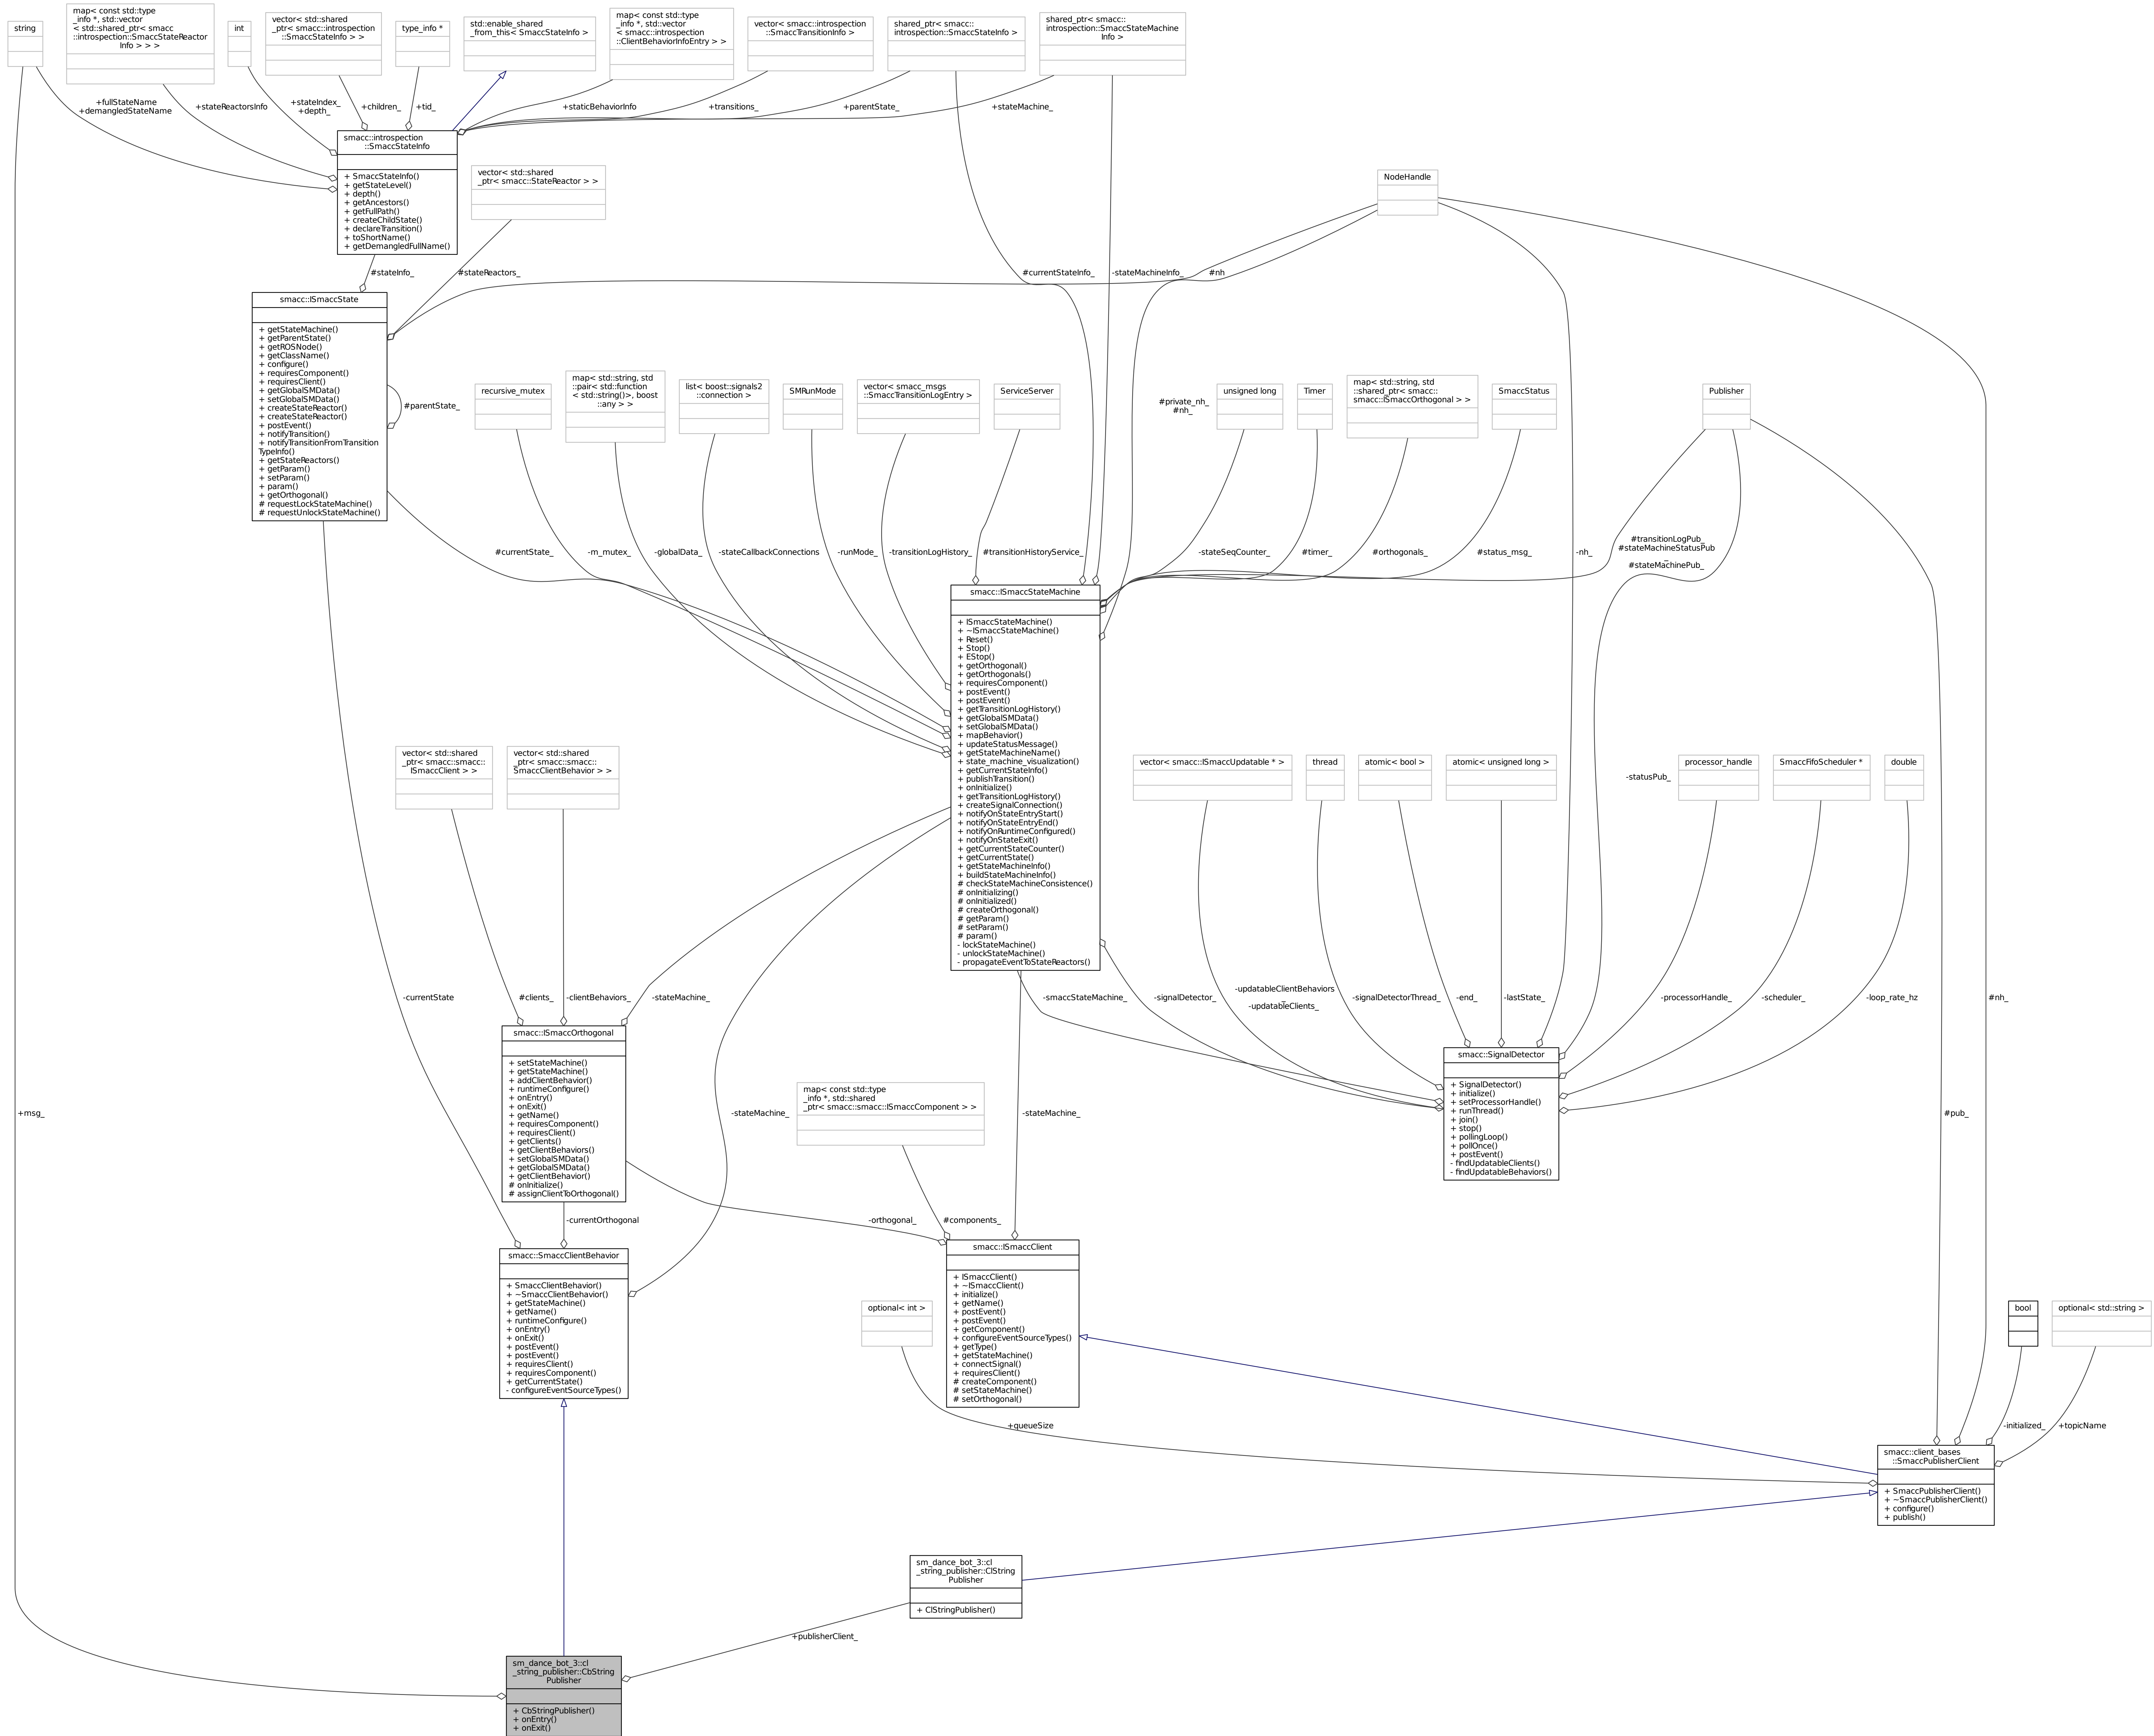 string
map< const std::type
_info *, std::vector
< std::shared_ptr< smacc
::introspection::SmaccStateReactor
Info > > >
int
vector< std::shared
_ptr< smacc::introspection
::SmaccStateInfo > >
type_info *
std::enable_shared
_from_this< SmaccStateInfo >
map< const std::type
_info *, std::vector
< smacc::introspection
::ClientBehaviorInfoEntry > >
vector< smacc::introspection
::SmaccTransitionInfo >
shared_ptr< smacc::
introspection::SmaccStateInfo >
shared_ptr< smacc::
introspection::SmaccStateMachine
Info >
+fullStateName
+demangledStateName
+stateReactorsInfo
+stateIndex_
+depth_
+children_
+tid_
+staticBehaviorInfo
+transitions_
+parentState_
+stateMachine_
smacc::introspection
::SmaccStateInfo
+ SmaccStateInfo()
+ getStateLevel()
+ depth()
+ getAncestors()
+ getFullPath()
+ createChildState()
+ declareTransition()
+ toShortName()
+ getDemangledFullName()
vector< std::shared
_ptr< smacc::StateReactor > >
NodeHandle
#stateInfo_
#stateReactors_
#currentStateInfo_
-stateMachineInfo_
#nh
smacc::ISmaccState
+ getStateMachine()
+ getParentState()
+ getROSNode()
+ getClassName()
+ configure()
+ requiresComponent()
+ requiresClient()
+ getGlobalSMData()
+ setGlobalSMData()
+ createStateReactor()
+ createStateReactor()
+ postEvent()
+ notifyTransition()
+ notifyTransitionFromTransition
TypeInfo()
+ getStateReactors()
+ getParam()
+ setParam()
+ param()
+ getOrthogonal()
# requestLockStateMachine()
# requestUnlockStateMachine()
#parentState_
recursive_mutex
map< std::string, std
::pair< std::function
< std::string()>, boost
::any > >
list< boost::signals2
::connection >
SMRunMode
vector< smacc_msgs
::SmaccTransitionLogEntry >
ServiceServer
#private_nh_
#nh_
unsigned long
Timer
map< std::string, std
::shared_ptr< smacc::
smacc::ISmaccOrthogonal > >
SmaccStatus
Publisher
#currentState_
-m_mutex_
-globalData_
-stateCallbackConnections
-runMode_
-transitionLogHistory_
#transitionHistoryService_
-stateSeqCounter_
#timer_
#orthogonals_
#status_msg_
-nh_
#transitionLogPub_
#stateMachineStatusPub
_
#stateMachinePub_
smacc::ISmaccStateMachine
+ ISmaccStateMachine()
+ ~ISmaccStateMachine()
+ Reset()
+ Stop()
+ EStop()
+ getOrthogonal()
+ getOrthogonals()
+ requiresComponent()
+ postEvent()
+ postEvent()
+ getTransitionLogHistory()
+ getGlobalSMData()
+ setGlobalSMData()
+ mapBehavior()
+ updateStatusMessage()
+ getStateMachineName()
+ state_machine_visualization()
+ getCurrentStateInfo()
+ publishTransition()
+ onInitialize()
+ getTransitionLogHistory()
+ createSignalConnection()
+ notifyOnStateEntryStart()
+ notifyOnStateEntryEnd()
+ notifyOnRuntimeConfigured()
+ notifyOnStateExit()
+ getCurrentStateCounter()
+ getCurrentState()
+ getStateMachineInfo()
+ buildStateMachineInfo()
# checkStateMachineConsistence()
# onInitializing()
# onInitialized()
# createOrthogonal()
# getParam()
# setParam()
# param()
- lockStateMachine()
- unlockStateMachine()
- propagateEventToStateReactors()
vector< std::shared
_ptr< smacc::smacc::
ISmaccClient > >
vector< std::shared
_ptr< smacc::smacc::
SmaccClientBehavior > >
vector< smacc::ISmaccUpdatable * >
thread
atomic< bool >
atomic< unsigned long >
-statusPub_
processor_handle
SmaccFifoScheduler *
double
-currentState
#clients_
-clientBehaviors_
-stateMachine_
-smaccStateMachine_
-signalDetector_
-updatableClientBehaviors
_
-updatableClients_
-signalDetectorThread_
-end_
-lastState_
-processorHandle_
-scheduler_
-loop_rate_hz
#nh_
smacc::ISmaccOrthogonal
+ setStateMachine()
+ getStateMachine()
+ addClientBehavior()
+ runtimeConfigure()
+ onEntry()
+ onExit()
+ getName()
+ requiresComponent()
+ requiresClient()
+ getClients()
+ getClientBehaviors()
+ setGlobalSMData()
+ getGlobalSMData()
+ getClientBehavior()
# onInitialize()
# assignClientToOrthogonal()
smacc::SignalDetector
+ SignalDetector()
+ initialize()
+ setProcessorHandle()
+ runThread()
+ join()
+ stop()
+ pollingLoop()
+ pollOnce()
+ postEvent()
- findUpdatableClients()
- findUpdatableBehaviors()
map< const std::type
_info *, std::shared
_ptr< smacc::smacc::ISmaccComponent > >
+msg_
-stateMachine_
-stateMachine_
#pub_
-currentOrthogonal
-orthogonal_
#components_
smacc::SmaccClientBehavior
+ SmaccClientBehavior()
+ ~SmaccClientBehavior()
+ getStateMachine()
+ getName()
+ runtimeConfigure()
+ onEntry()
+ onExit()
+ postEvent()
+ postEvent()
+ requiresClient()
+ requiresComponent()
+ getCurrentState()
- configureEventSourceTypes()
smacc::ISmaccClient
+ ISmaccClient()
+ ~ISmaccClient()
+ initialize()
+ getName()
+ postEvent()
+ postEvent()
+ getComponent()
+ configureEventSourceTypes()
+ getType()
+ getStateMachine()
+ connectSignal()
+ requiresClient()
# createComponent()
# setStateMachine()
# setOrthogonal()
optional< int >
bool
optional< std::string >
+queueSize
-initialized_
+topicName
smacc::client_bases
::SmaccPublisherClient
+ SmaccPublisherClient()
+ ~SmaccPublisherClient()
+ configure()
+ publish()
sm_dance_bot_3::cl
_string_publisher::ClString
Publisher
+ ClStringPublisher()
+publisherClient_
sm_dance_bot_3::cl
_string_publisher::CbString
Publisher
+ CbStringPublisher()
+ onEntry()
+ onExit()